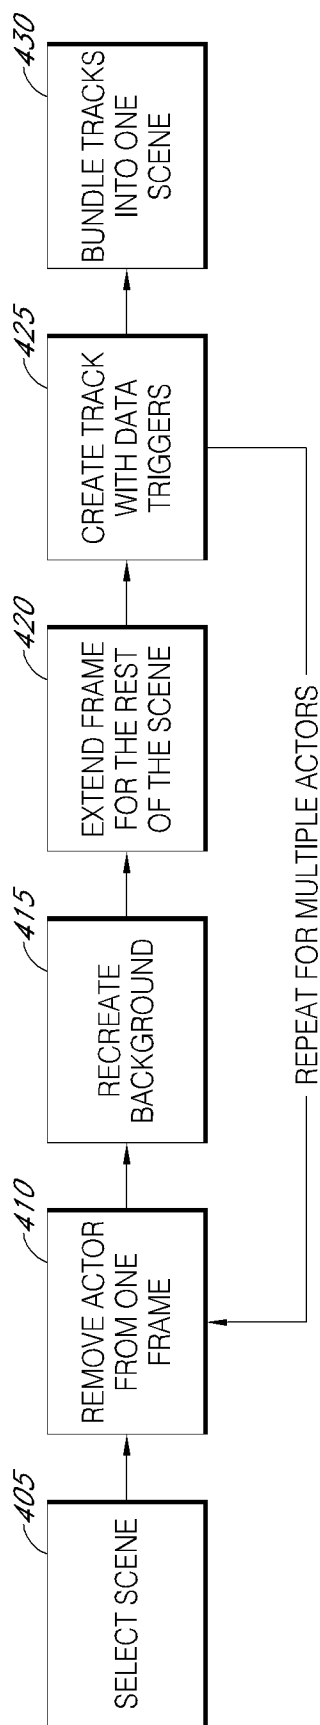 405
SELECT SCENE
410
REMOVE ACTOR
FROM ONE
FRAME
415
RECREATE
BACKGROUND
420
EXTEND FRAME
FOR THE REST
OF THE SCENE
425
CREATE TRACK
WITH DATA
TRIGGERS
430
BUNDLE TRACKS
INTO ONE
SCENE
REPEAT FOR MULTIPLE ACTORS